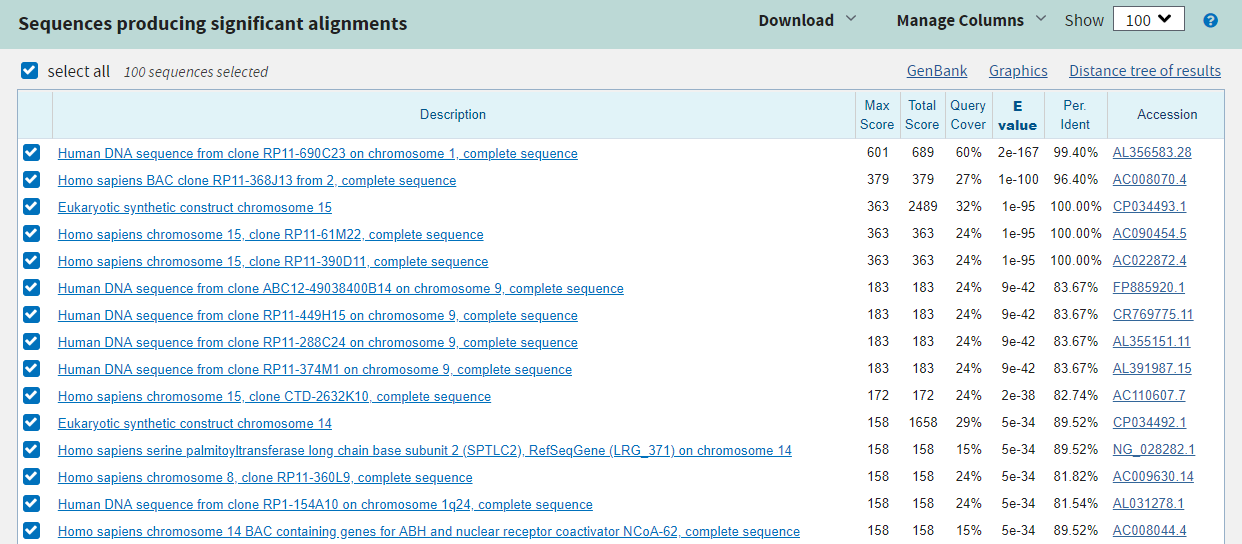 Sequences producing significant alignments Download Manage Columns Show 100 ?
select all 100 sequences selected GenBank Graphics Distance tree of results
Description Max Score Total Score Query Cover E value Per. Ident Accession
Human DNA sequence from clone RP11-690C23 on chromosome 1, complete sequence 601 689 60% 2e-167 99.40% AL356583.28
Homo sapiens BAC clone RP11-368J13 from 2, complete sequence 379 379 27% 1e-100 96.40% AC008070.4
Eukaryotic synthetic construct chromosome 15 363 2489 32% 1e-95 100.00% CP034493.1
Homo sapiens chromosome 15, clone RP11-61M22, complete sequence 363 363 24% 1e-95 100.00% AC090454.5
Homo sapiens chromosome 15, clone RP11-390D11, complete sequence 363 363 24% 1e-95 100.00% AC022872.4
Human DNA sequence from clone ABC12-49038400B14 on chromosome 9, complete sequence 183 183 24% 9e-42 83.67% FP885920.1
Human DNA sequence from clone RP11-449H15 on chromosome 9, complete sequence 183 183 24% 9e-42 83.67% CR769775.11
Human DNA sequence from clone RP11-288C24 on chromosome 9, complete sequence 183 183 24% 9e-42 83.67% AL355151.11
Human DNA sequence from clone RP11-374M1 on chromosome 9, complete sequence 183 183 24% 9e-42 83.67% AL391987.15
Homo sapiens chromosome 15, clone CTD-2632K10, complete sequence 172 172 24% 2e-38 82.74% AC110607.7
Eukaryotic synthetic construct chromosome 14 158 1658 29% 5e-34 89.52% CP034492.1
Homo sapiens serine palmitoyltransferase long chain base subunit 2 (SPTLC2), RefSeqGene (LRG_371) on chromosome 14 158 158 15% 5e-34 89.52% NG_028282.1
Homo sapiens chromosome 8, clone RP11-360L9, complete sequence 158 158 24% 5e-34 81.82% AC009630.14
Human DNA sequence from clone RP1-154A10 on chromosome 1q24, complete sequence 158 158 24% 5e-34 81.54% AL031278.1
Homo sapiens chromosome 14 BAC containing genes for ABH and nuclear receptor coactivator NCoA-62, complete sequence 158 158 15% 5e-34 89.52% AC008044.4